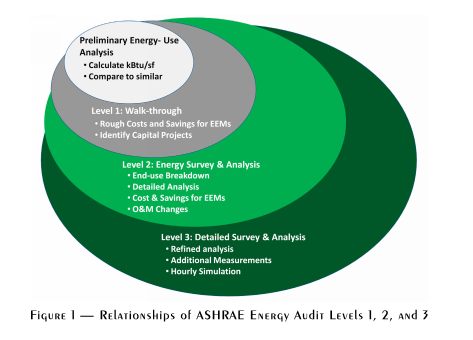 Preliminary Energy- Use
Analysis
• Calculate kBtu/sf
• Compare to similar
Level 1: Walk-through
• Rough Costs and Savings for EEMs
• Identify Capital Projects
Level 2: Energy Survey & Analysis
• End-use Breakdown
• Detailed Analysis
• Cost & Savings for EEMs
• O&M Changes
Level 3: Detailed Survey & Analysis
• Refined analysis
• Additional Measurements
• Hourly Simulation
Figure 1 — Relationships of ASHRAE Energy Audit Levels 1, 2, and 3